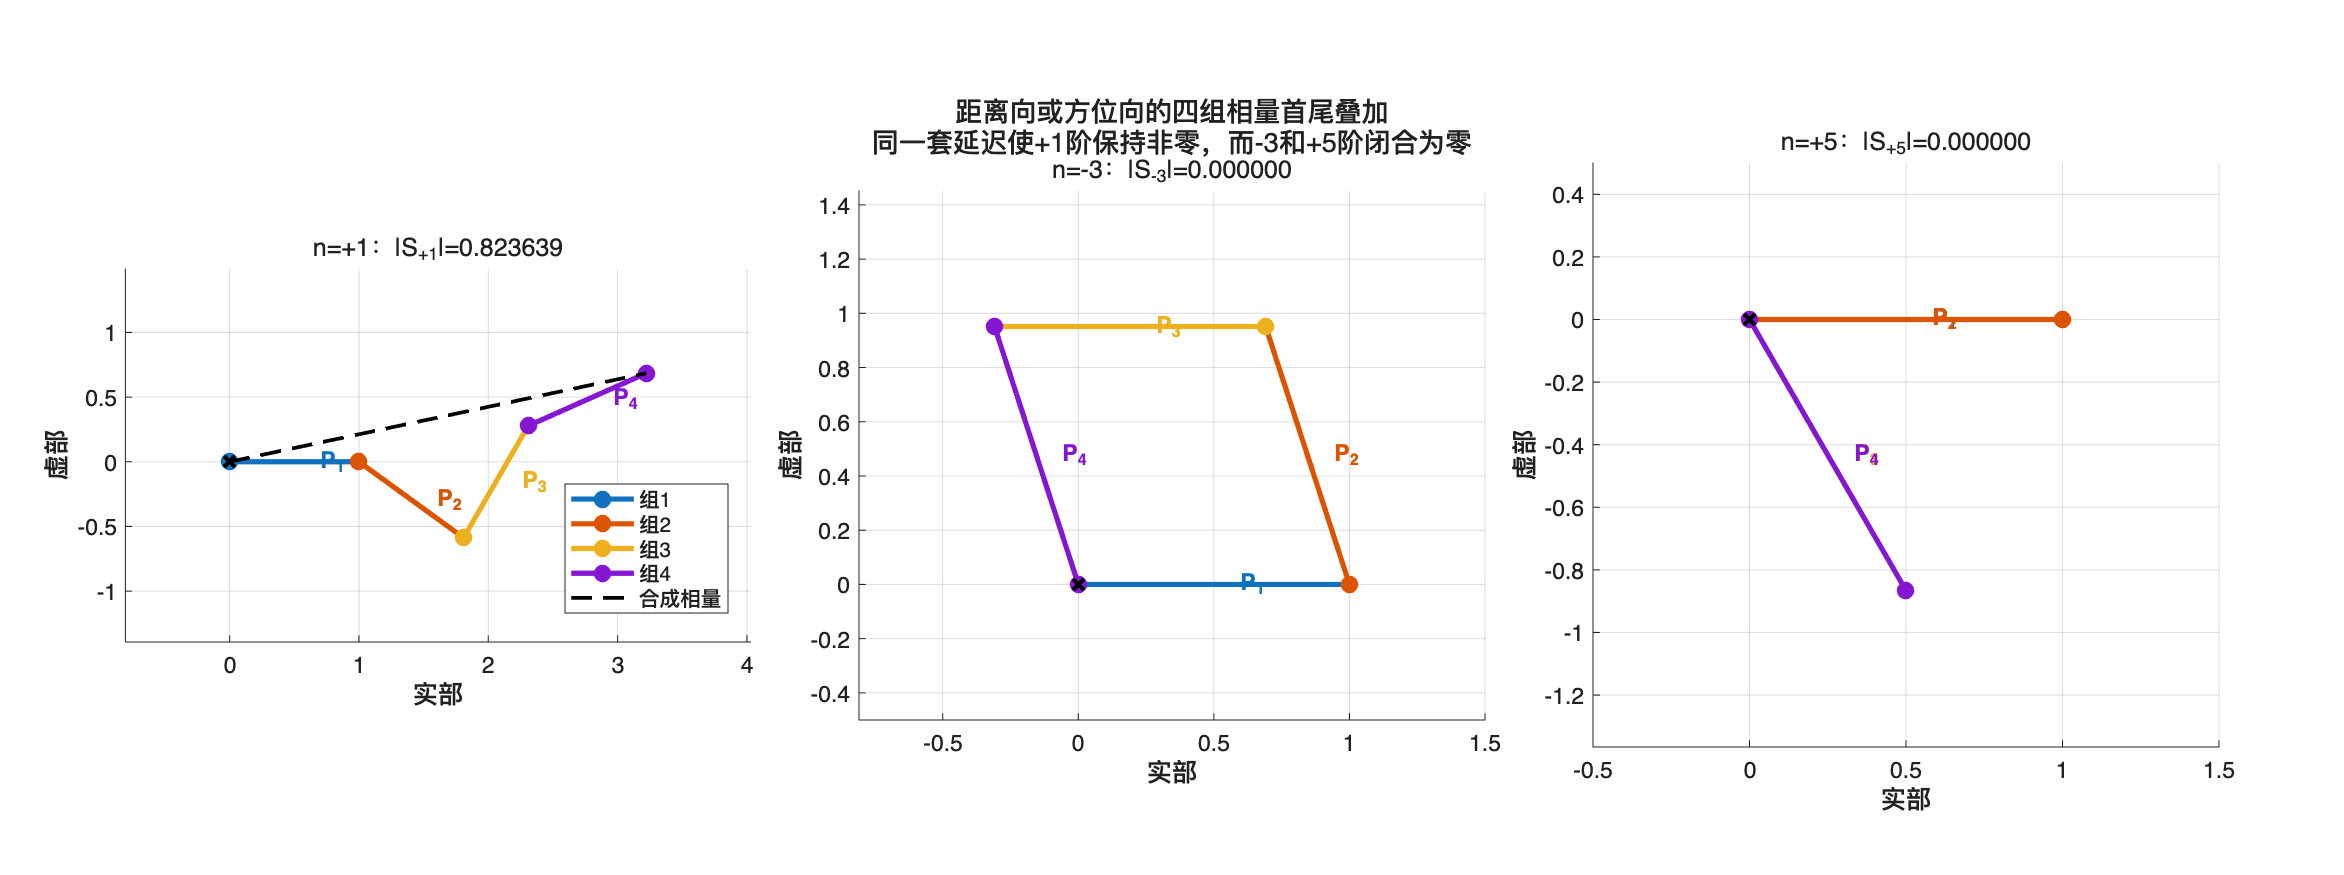 距离向或方位向的四组相量首尾叠加
同一套延迟使+1阶保持非零，而-3和+5阶闭合为零
n=+1：|S+1|=0.823639
1
0.5
0
-0.5
-1
0
1
2
3
4
虚部
实部
P1
P2
P3
P4
组1
组2
组3
组4
合成相量
n=-3：|S-3|=0.000000
1.4
1.2
1
0.8
0.6
0.4
0.2
0
-0.2
-0.4
-0.5
0
0.5
1
1.5
虚部
实部
P3
P4
P2
P1
n=+5：|S+5|=0.000000
0.4
0.2
0
-0.2
-0.4
-0.6
-0.8
-1
-1.2
-0.5
0
0.5
1
1.5
虚部
实部
P2
P4